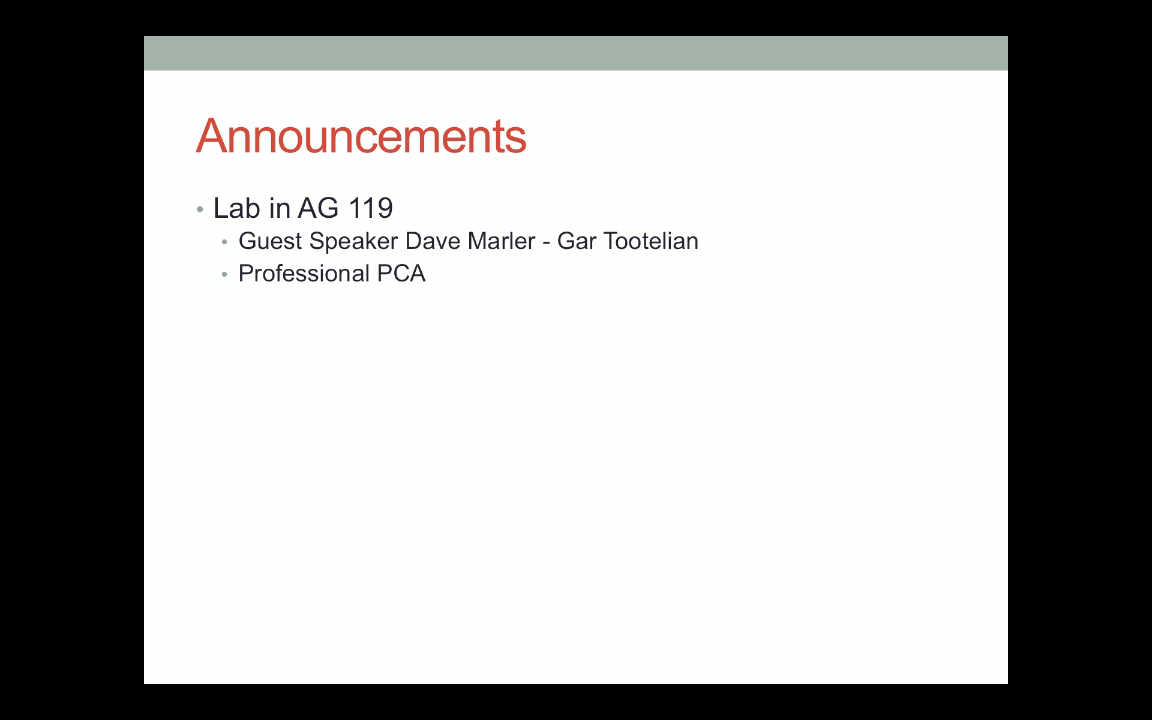 Announcements
• Lab in AG 119
• Guest Speaker Dave Marler - Gar Tootelian
• Professional PCA